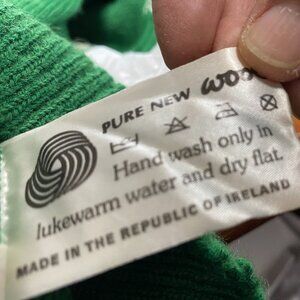 PURE NEW WOOL
Hand wash only in
lukewarm water and dry flat.
MADE IN THE REPUBLIC OF IRELAND